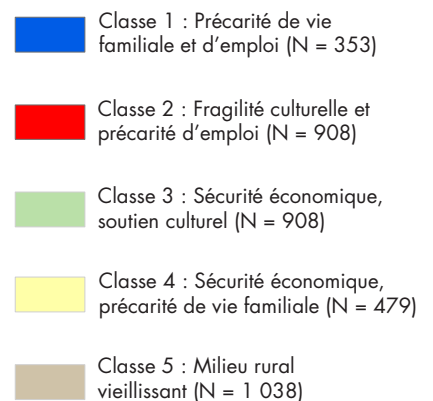 Classe 1 : Précarité de vie
familiale et d’emploi (N = 353)
Classe 2 : Fragilité culturelle et
précarité d’emploi (N = 908)
Classe 3 : Sécurité économique,
soutien culturel (N = 908)
Classe 4 : Sécurité économique,
précarité de vie familiale (N = 479)
Classe 5 : Milieu rural
vieillissant (N = 1 038)